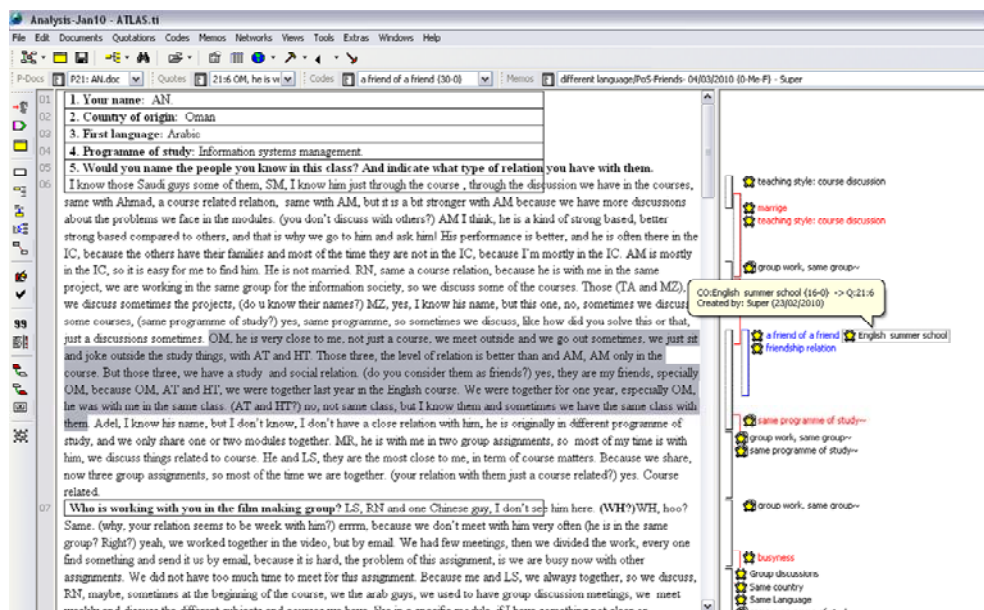 Analysis-Jan10 - ATLAS.ti
File Edit Documents Quotations Codes Memos Networks Views Tools Extras Windows Help
P-Docs P21: AN.doc Quotes 21:6 OM, he is ve Codes a friend of a friend {30-0} Memos different language/PoS-Friends- 04/03/2010 {0-Me-F} - Super
01 1. Your name: AN.
02 2. Country of origin: Oman
03 3. First language: Arabic
04 4. Programme of study: Information systems management
05 5. Would you name the people you know in this class? And indicate what type of relation you have with them.
06 I know those Saudi guys some of them, SM, I know him just through the course , through the discussion we have in the courses,
same with Ahmad, a course related relation, same with AM, but it is a bit stronger with AM because we have more discussions
about the problems we face in the modules. (you don't discuss with others?) AM I think, he is a kind of strong based, better
strong based compared to others, and that is why we go to him and ask him! His performance is better, and he is often there in the
IC, because the others have their families and most of the time they are not in the IC, because I'm mostly in the IC. AM is mostly
in the IC, so it is easy for me to find him. He is not married. RN, same a course relation, because he is with me in the same
project, we are working in the same group for the information society, so we discuss some of the courses. Those (TA and MZ),
we discuss sometimes the projects, (do u know their names?) MZ, yes, I know his name, but this one, no, sometimes we discuss
some courses, (same programme of study?) yes, same programme, so sometimes we discuss, like how did you solve this or that,
just a discussions sometimes. OM, he is very close to me, not just a course, we meet outside and we go out sometimes, we just sit
and joke outside the study things, with AT and HT. Those three, the level of relation is better than and AM, AM only in the
course. But those three, we have a study and social relation. (do you consider them as friends?) yes, they are my friends, specially
OM, because OM, AT and HT, we were together last year in the English course. We were together for one year, especially OM,
he was with me in the same class. (AT and HT?) no, not same class, but I know them and sometimes we have the same class with
them. Adel, I know his name, but I don't know, I don't have a close relation with him, he is originally in different programme of
study, and we only share one or two modules together. MR, he is with me in two group assignments, so most of my time is with
him, we discuss things related to course. He and LS, they are the most close to me, in term of course matters. Because we share,
now three group assignments, so most of the time we are together. (your relation with them just a course related?) yes. Course
related.
07 Who is working with you in the film making group? LS, RN and one Chinese guy, I don't see him here. (WH?)WH, hoo?
Same. (why, your relation seems to be week with him?) errrm, because we don't meet with him very often (he is in the same
group? Right?) yeah, we worked together in the video, but by email. We had few meetings, then we divided the work, every one
find something and send it us by email, because it is hard, the problem of this assignment, is we are busy now with other
assignments. We did not have too much time to meet for this assignment. Because me and LS, we always together, so we discuss,
RN, maybe, sometimes at the beginning of the course, we the arab guys, we used to have group discussion meetings, we meet
teaching style: course discussion
marrige
teaching style: course discussion
group work, same group~
CO:English summer school {16-0} -> Q:21:6
Created by: Super (23/02/2010)
a friend of a friend English summer school
friendship relation
same programme of study~
group work, same group~
same programme of study~
group work, same group~
busyness
Group discussions
Same country
Same Language